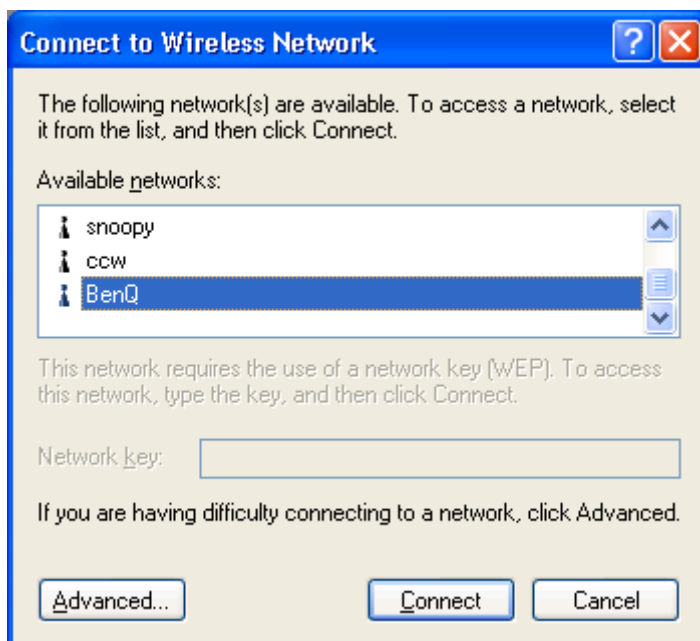 Connect to Wireless Network
The following network(s) are available. To access a network, select
it from the list, and then click Connect.
Available networks:
snoopy
ccw
BenQ
This network requires the use of a network key (WEP). To access
this network, type the key, and then click Connect.
Network key:
If you are having difficulty connecting to a network, click Advanced.
Advanced... Connect Cancel